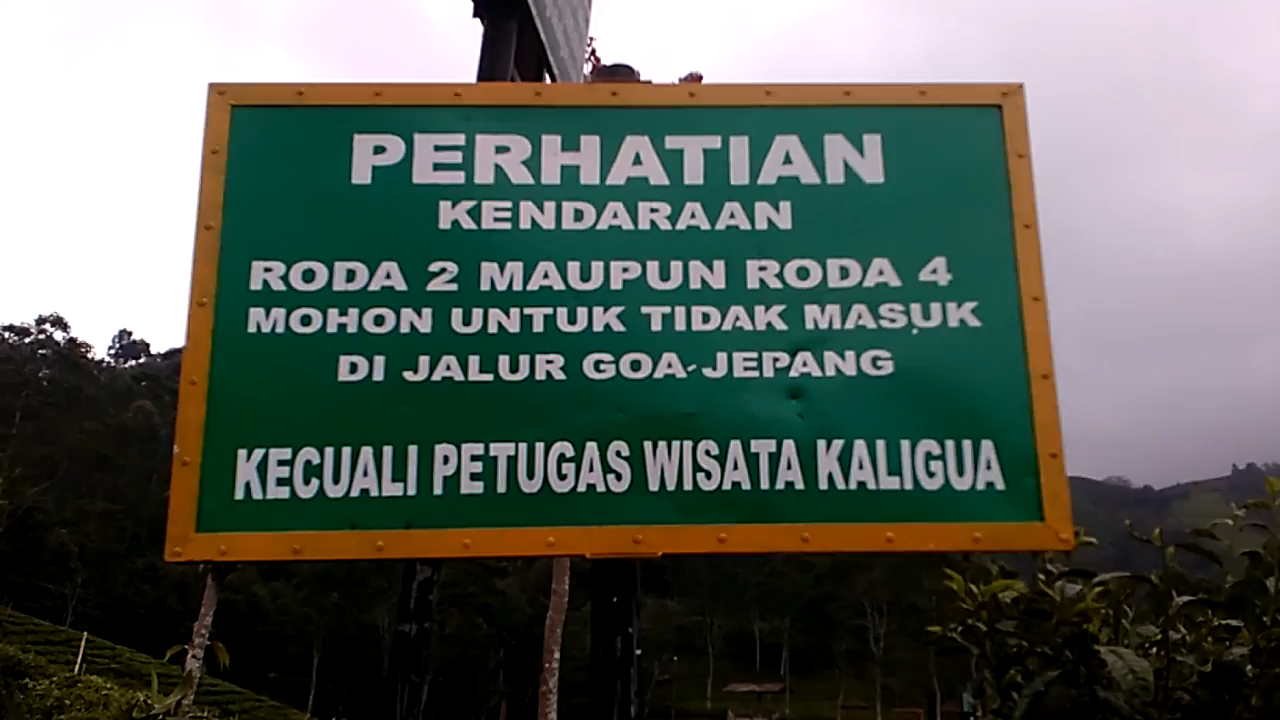 PERHATIAN
KENDARAAN
RODA 2 MAUPUN RODA 4
MOHON UNTUK TIDAK MASUK
DI JALUR GOA-JEPANG
KECUALI PETUGAS WISATA KALIGUA